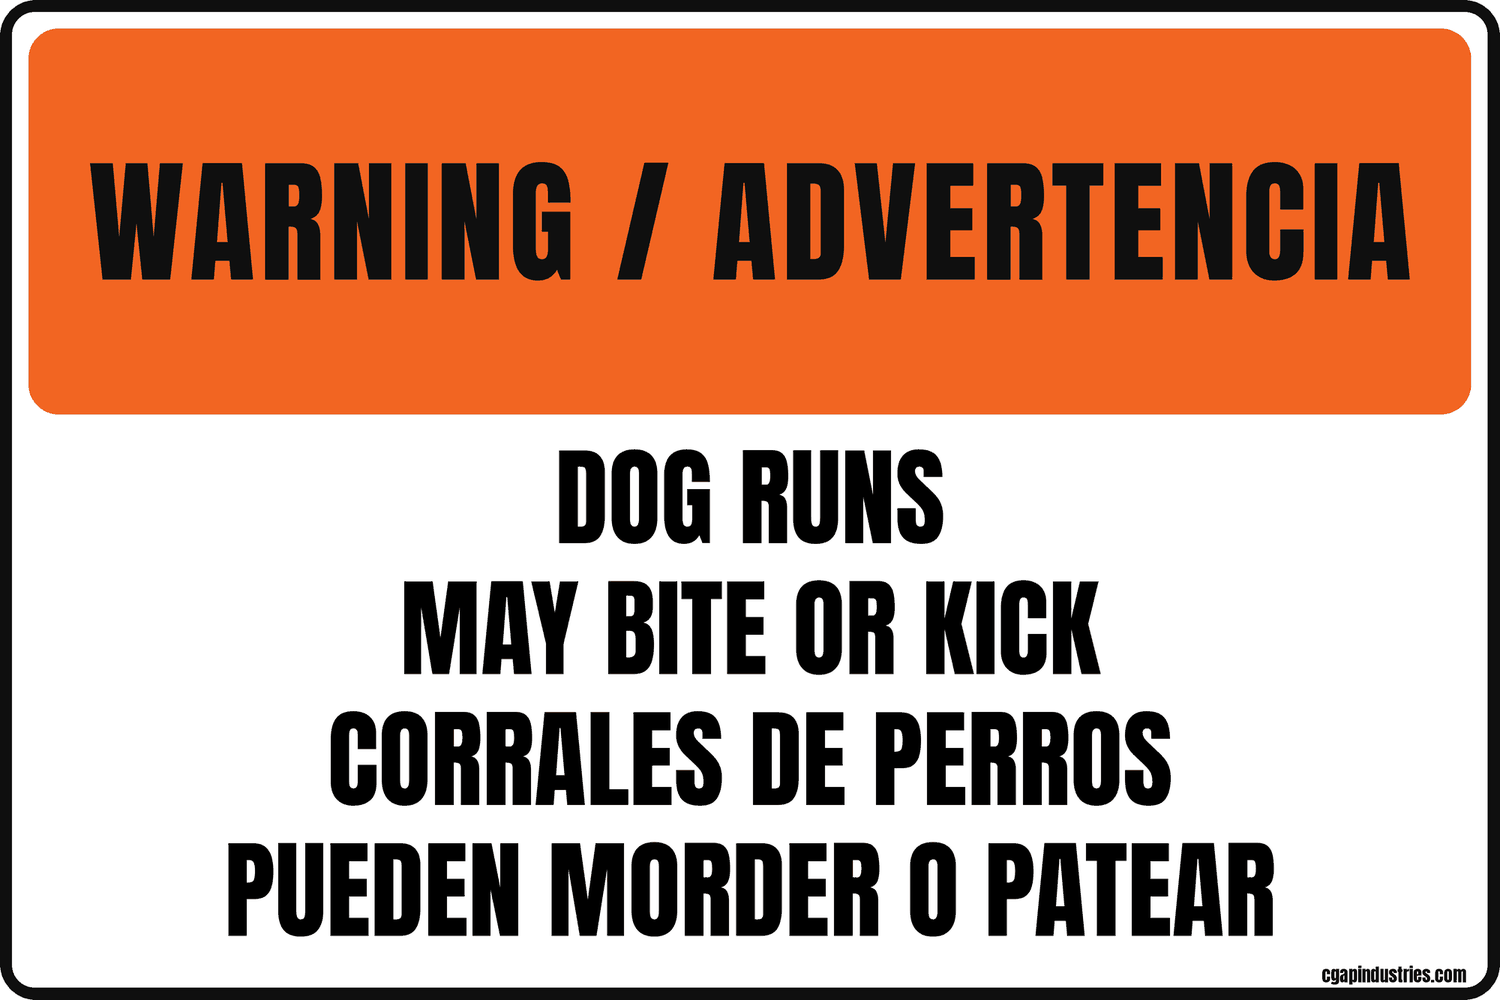 WARNING / ADVERTENCIA
DOG RUNS
MAY BITE OR KICK
CORRALES DE PERROS
PUEDEN MORDER O PATEAR
cgapindustries.com